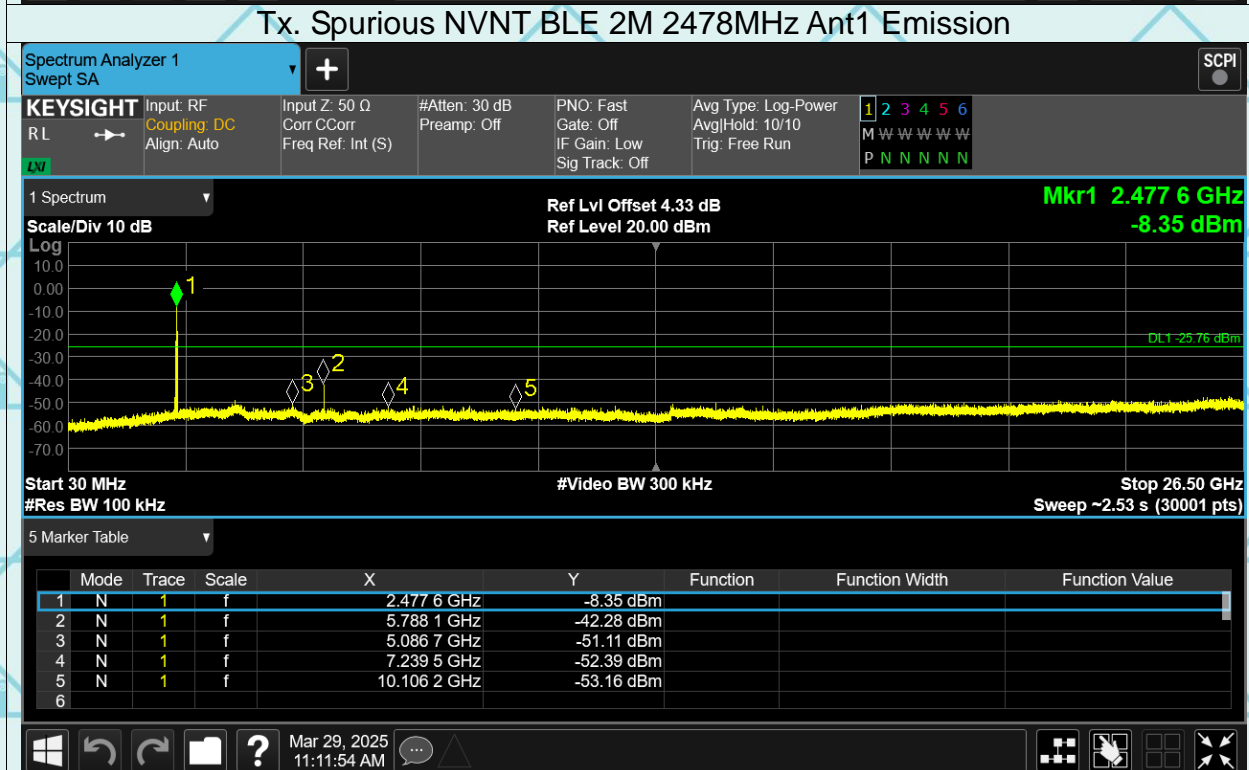 Tx. Spurious NVNT BLE 2M 2478MHz Ant1 Emission
Spectrum Analyzer 1
Swept SA
+
SCPI
KEYSIGHT
R L
LXI
Input: RF
Coupling: DC
Align: Auto
Input Z: 50 Ω
Corr CCorr
Freq Ref: Int (S)
#Atten: 30 dB
Preamp: Off
PNO: Fast
Gate: Off
IF Gain: Low
Sig Track: Off
Avg Type: Log-Power
Avg|Hold: 10/10
Trig: Free Run
1 2 3 4 5 6
M W W W W W
P N N N N N
1 Spectrum
Scale/Div 10 dB
Ref Lvl Offset 4.33 dB
Ref Level 20.00 dBm
Mkr1 2.477 6 GHz
-8.35 dBm
Log
10.0
0.00
-10.0
-20.0
-30.0
-40.0
-50.0
-60.0
-70.0
1
DL1 -25.76 dBm
2
3
4
5
Start 30 MHz
#Res BW 100 kHz
#Video BW 300 kHz
Stop 26.50 GHz
Sweep ~2.53 s (30001 pts)
5 Marker Table
Mode Trace Scale X Y Function Function Width Function Value
1 N 1 f 2.477 6 GHz -8.35 dBm
2 N 1 f 5.788 1 GHz -42.28 dBm
3 N 1 f 5.086 7 GHz -51.11 dBm
4 N 1 f 7.239 5 GHz -52.39 dBm
5 N 1 f 10.106 2 GHz -53.16 dBm
6
?
Mar 29, 2025
11:11:54 AM